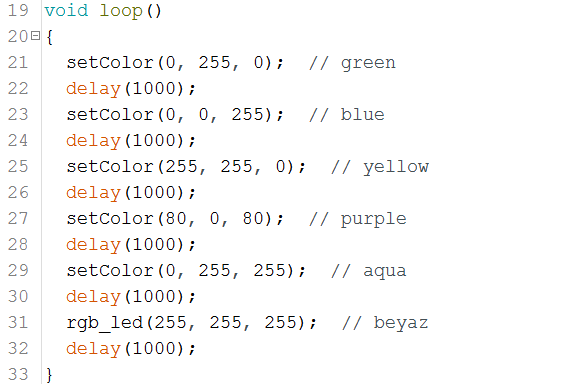 19 void loop()
20 {
21 setColor(0, 255, 0); // green
22 delay(1000);
23 setColor(0, 0, 255); // blue
24 delay(1000);
25 setColor(255, 255, 0); // yellow
26 delay(1000);
27 setColor(80, 0, 80); // purple
28 delay(1000);
29 setColor(0, 255, 255); // aqua
30 delay(1000);
31 rgb_led(255, 255, 255); // beyaz
32 delay(1000);
33 }